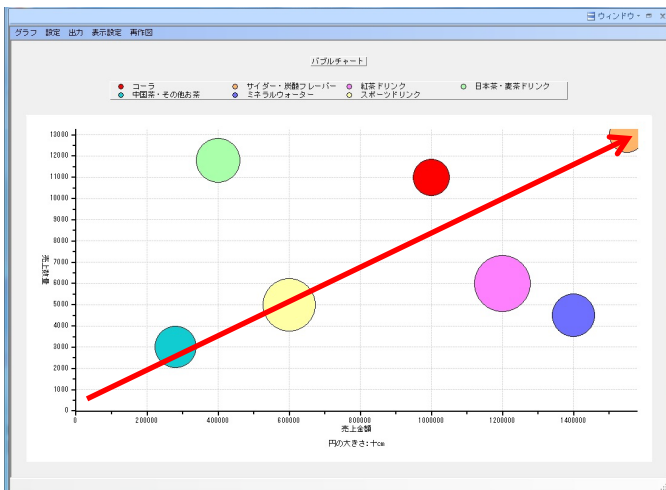 ウィンドウ
グラフ 設定 出力 表示設定 再作図
バブルチャート
コーラ サイダー・炭酸フレーバー 紅茶ドリンク 日本茶・麦茶ドリンク
中国茶・その他お茶 ミネラルウォーター スポーツドリンク
13000
12000
11000
10000
9000
8000
7000
6000
5000
4000
3000
2000
1000
0
売上数量
0 200000 400000 600000 800000 1000000 1200000 1400000
売上金額
円の大きさ:十cm